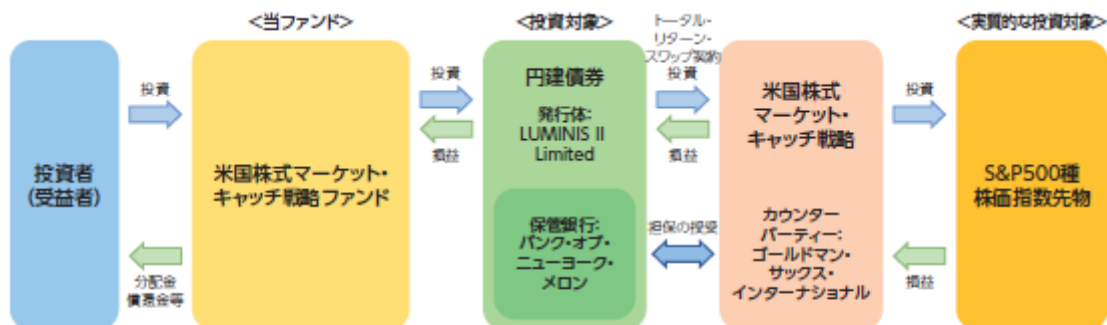 <当ファンド>
<投資対象>
トータル・
リターン・
スワップ契約
<実質的な投資対象>
投資者
(受益者)
投資
分配金
償還金等
米国株式マーケット・
キャッチ戦略ファンド
投資
損益
円建債券
発行体:
LUMINIS II
Limited
保管銀行:
バンク・オブ・
ニューヨーク・
メロン
投資
損益
担保の授受
米国株式
マーケット・
キャッチ戦略
カウンター
パーティー:
ゴールドマン・
サックス・
インターナショナル
投資
損益
S&P500種
株価指数先物